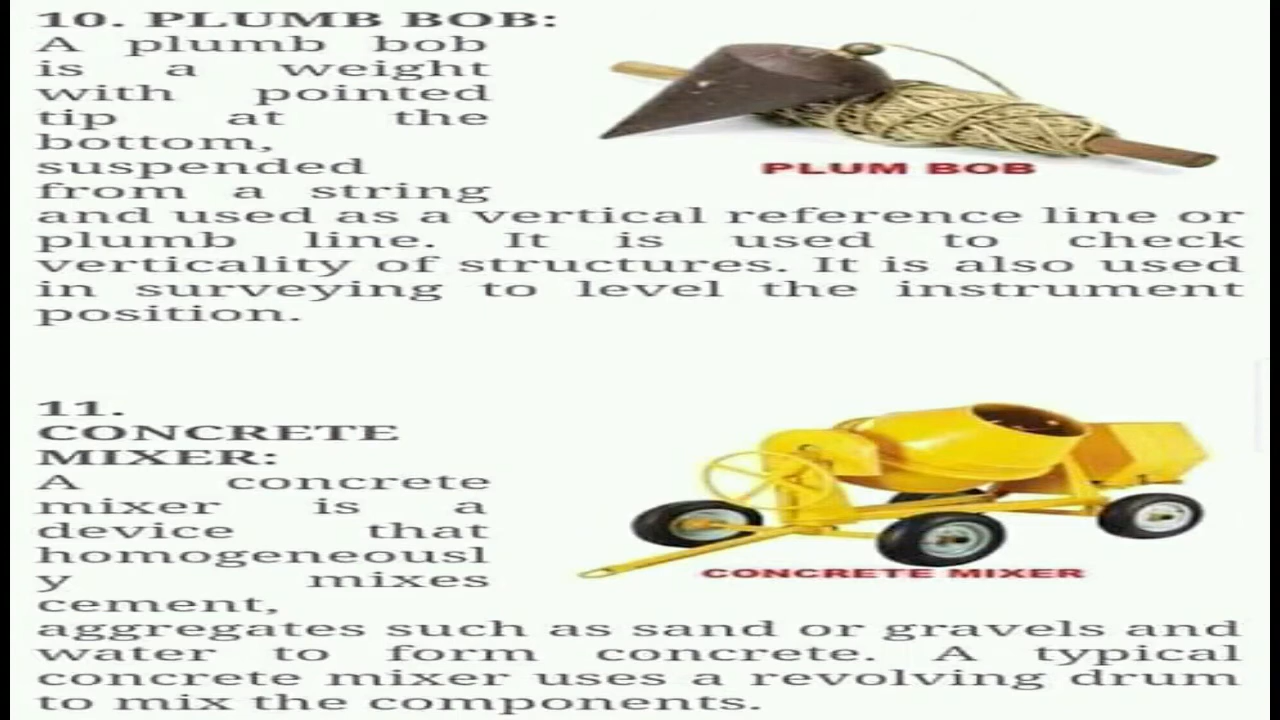 10. PLUMB BOB:
A plumb bob
is a weight
with pointed
tip at the
bottom,
suspended
from a string
PLUM BOB
and used as a vertical reference line or
plumb line. It is used to check
verticality of structures. It is also used
in surveying to level the instrument
position.
11.
CONCRETE
MIXER:
A concrete
mixer is a
device that
homogeneousl
y mixes
cement,
CONCRETE MIXER
aggregates such as sand or gravels and
water to form concrete. A typical
concrete mixer uses a revolving drum
to mix the components.